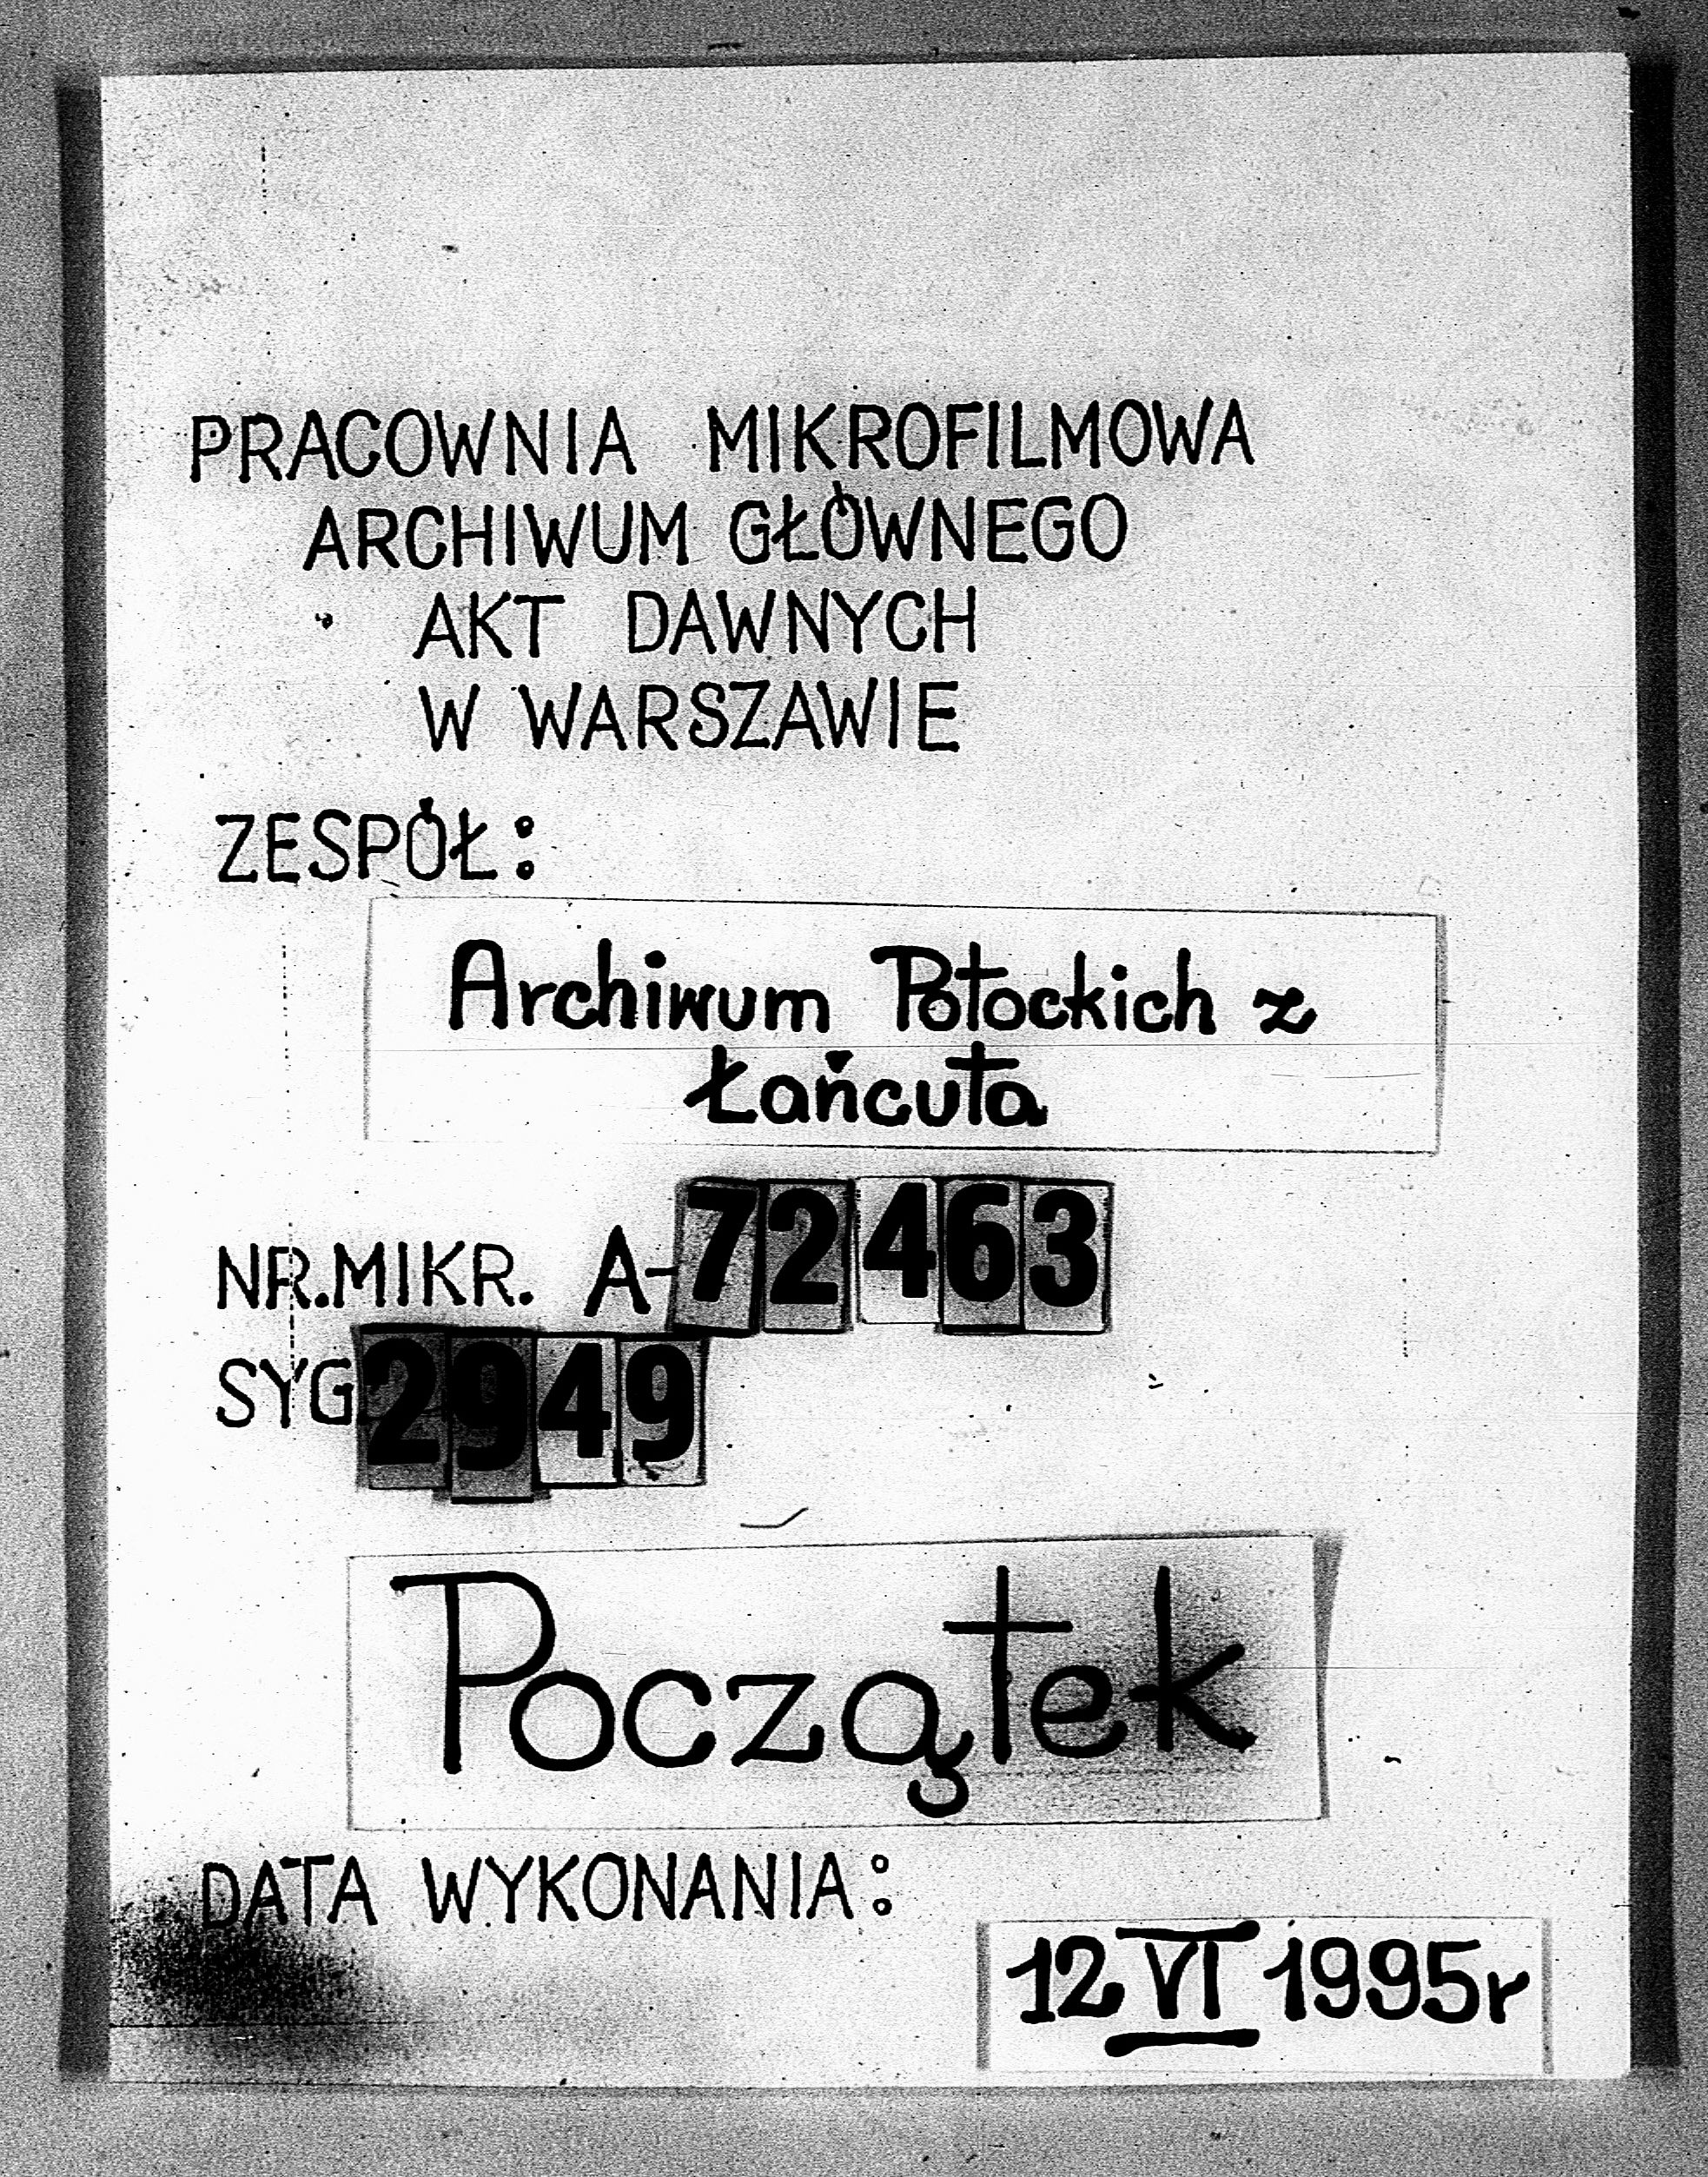 PRACOWNIA MIKROFILMOWA
ARCHIWUM GŁÓWNEGO
AKT DAWNYCH
W WARSZAWIE
ZESPÓŁ:
Archiwum Potockich z
Łańcuta
NR.MIKR. A-72463
SYG 2949
Początek
DATA WYKONANIA:
12 VI 1995r